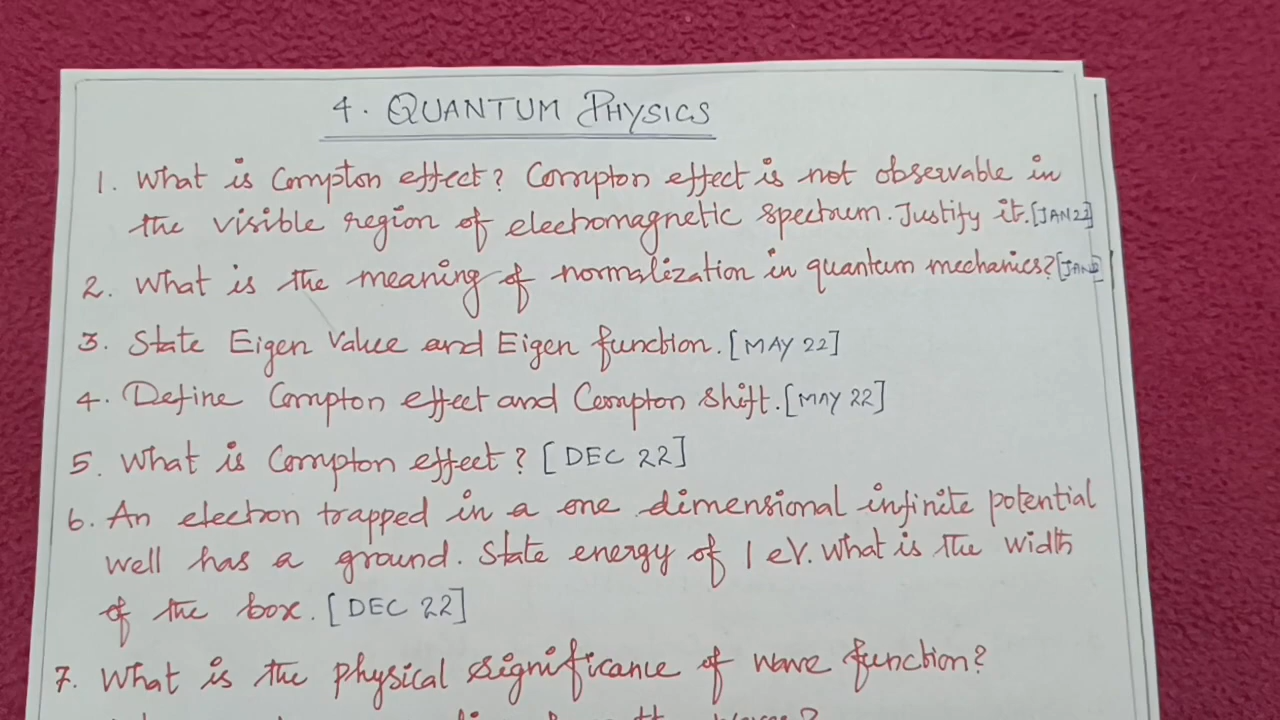 4. QUANTUM PHYSICS
1. What is Compton effect? Compton effect is not observable in
the visible region of electromagnetic spectrum. Justify it. [JAN 22]
2. What is the meaning of normalization in quantum mechanics?
3. State Eigen Value and Eigen function. [MAY 22]
4. Define Compton effect and Compton shift. [MAY 22]
5. What is Compton effect? [DEC 22]
6. An electron trapped in a one dimensional infinite potential
well has a ground. State energy of 1 eV. What is the width
of the box. [DEC 22]
7. What is the physical significance of wave function?